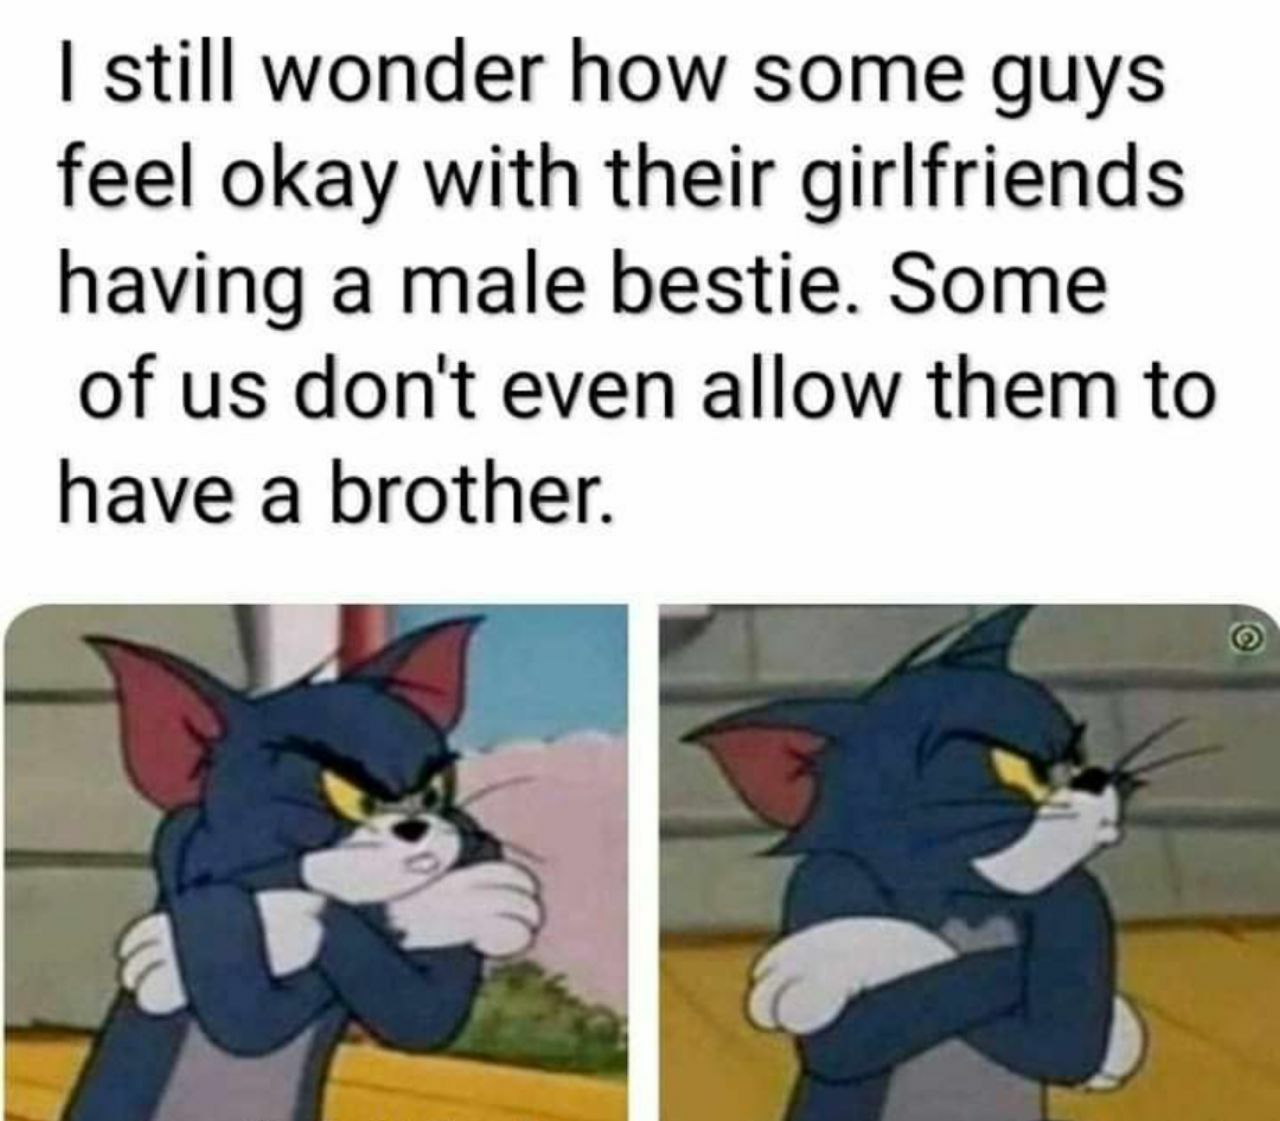 I still wonder how some guys
feel okay with their girlfriends
having a male bestie. Some
of us don't even allow them to
have a brother.